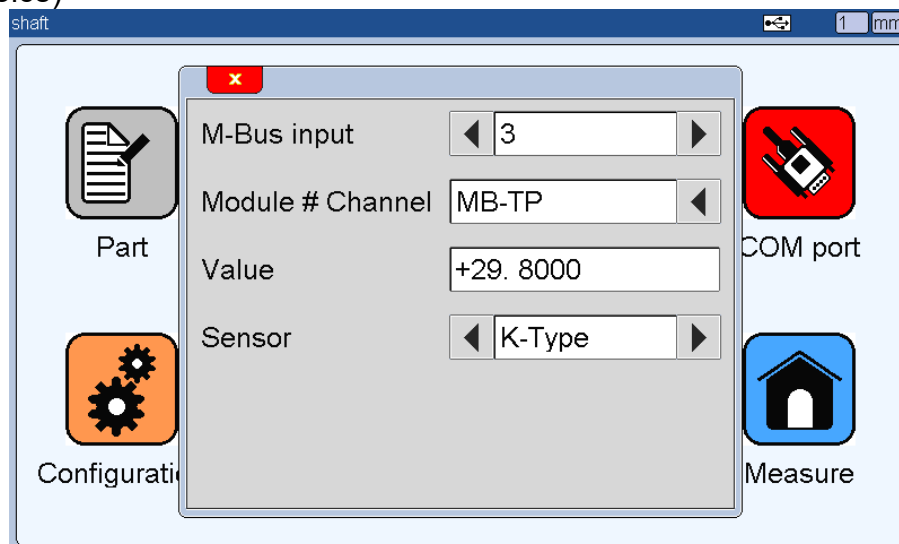 shaft 1 mm
x
M-Bus input 3
Module # Channel MB-TP
Part COM port
Value +29. 8000
Sensor K-Type
Configurati Measure